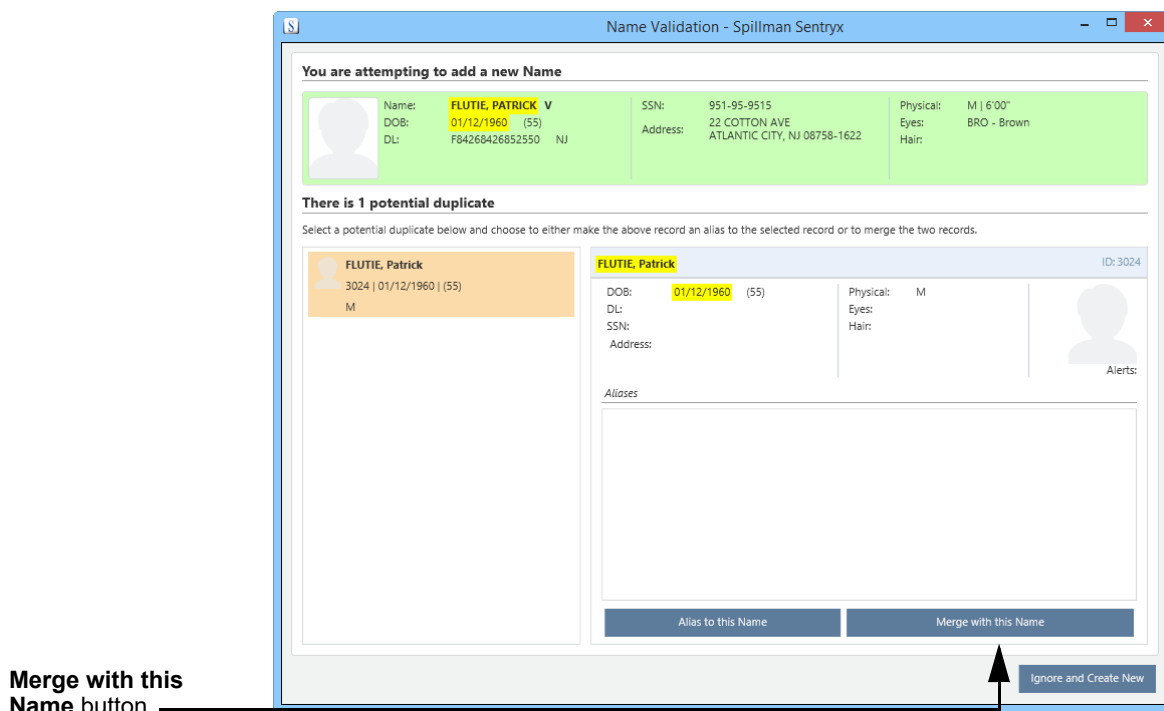 S
Name Validation - Spillman Sentryx
You are attempting to add a new Name
Name: FLUTIE, PATRICK V SSN: 951-95-9515 Physical: M | 6'00"
DOB: 01/12/1960 (55) Address: 22 COTTON AVE Eyes: BRO - Brown
DL: F84268426852550 NJ ATLANTIC CITY, NJ 08758-1622 Hair:
There is 1 potential duplicate
Select a potential duplicate below and choose to either make the above record an alias to the selected record or to merge the two records.
FLUTIE, Patrick
3024 | 01/12/1960 | (55)
M
FLUTIE, Patrick ID: 3024
DOB: 01/12/1960 (55) Physical: M
DL: Eyes:
SSN: Hair:
Address:
Alerts:
Aliases
Alias to this Name Merge with this Name
Ignore and Create New
Merge with this
Name button